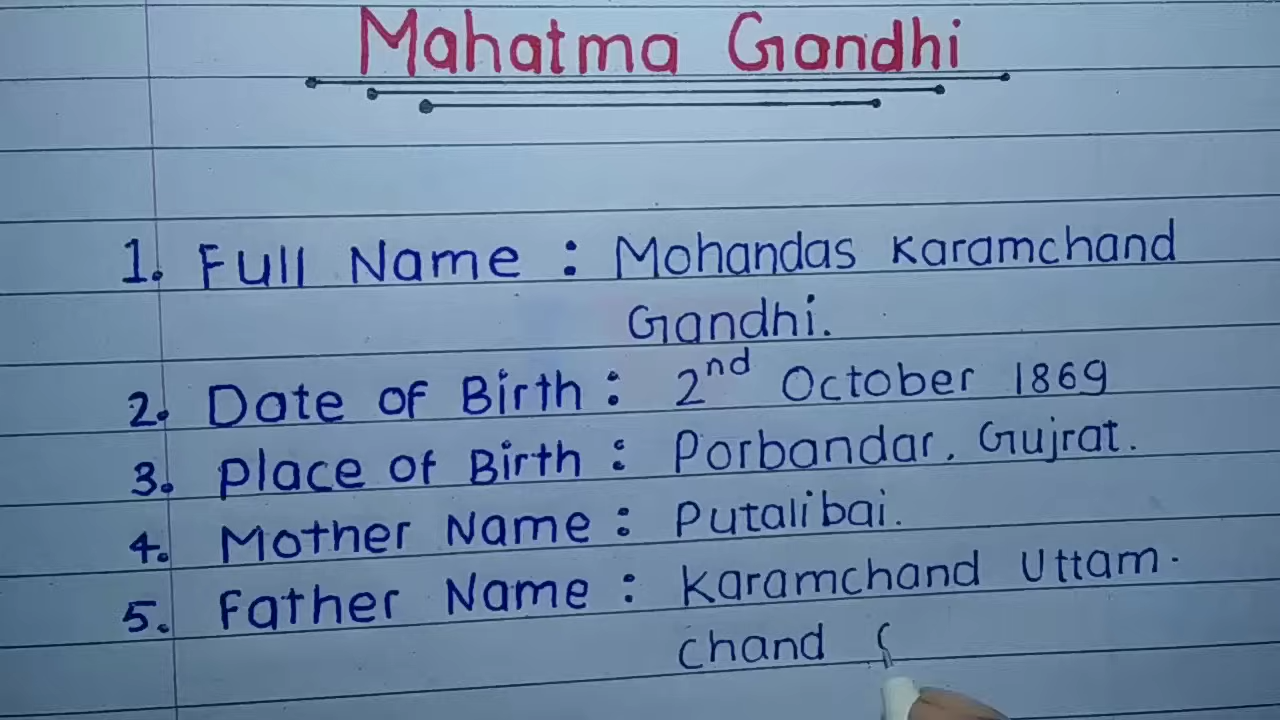 Mahatma Gandhi
1. Full Name : Mohandas Karamchand
Gandhi.
2. Date of Birth : 2nd October 1869
3. Place of Birth : Porbandar, Gujrat.
4. Mother Name : Putalibai.
5. Father Name : Karamchand Uttam-
chand